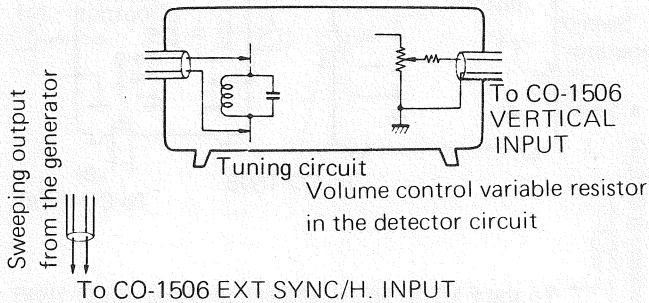 To CO-1506
VERTICAL
INPUT
Tuning circuit
Volume control variable resistor
in the detector circuit
Sweeping output
from the generator
To CO-1506 EXT SYNC/H. INPUT